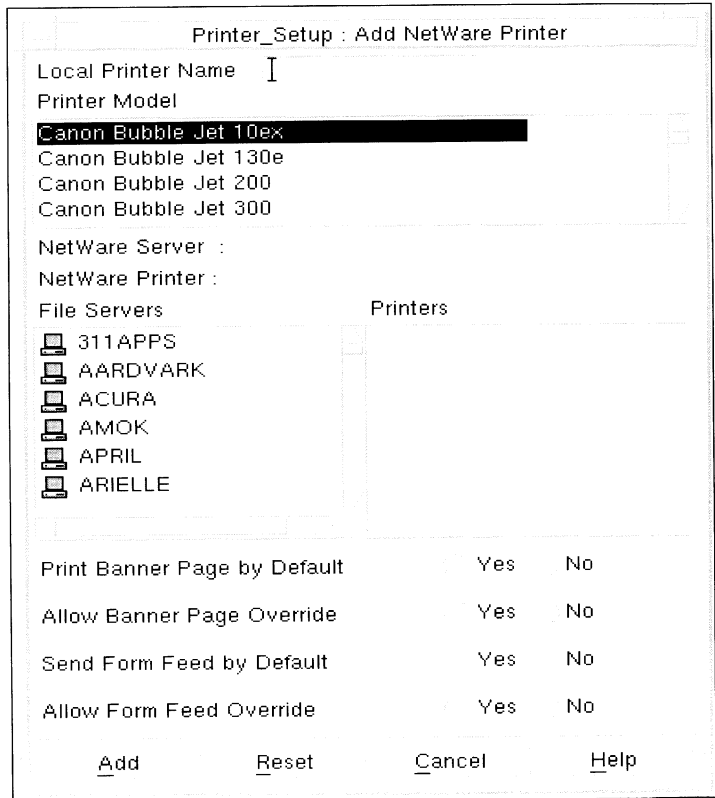 Printer_Setup : Add NetWare Printer
Local Printer Name
Printer Model
Canon Bubble Jet 10ex
Canon Bubble Jet 130e
Canon Bubble Jet 200
Canon Bubble Jet 300
NetWare Server :
NetWare Printer :
File Servers Printers
311APPS
AARDVARK
ACURA
AMOK
APRIL
ARIELLE
Print Banner Page by Default Yes No
Allow Banner Page Override Yes No
Send Form Feed by Default Yes No
Allow Form Feed Override Yes No
Add Reset Cancel Help